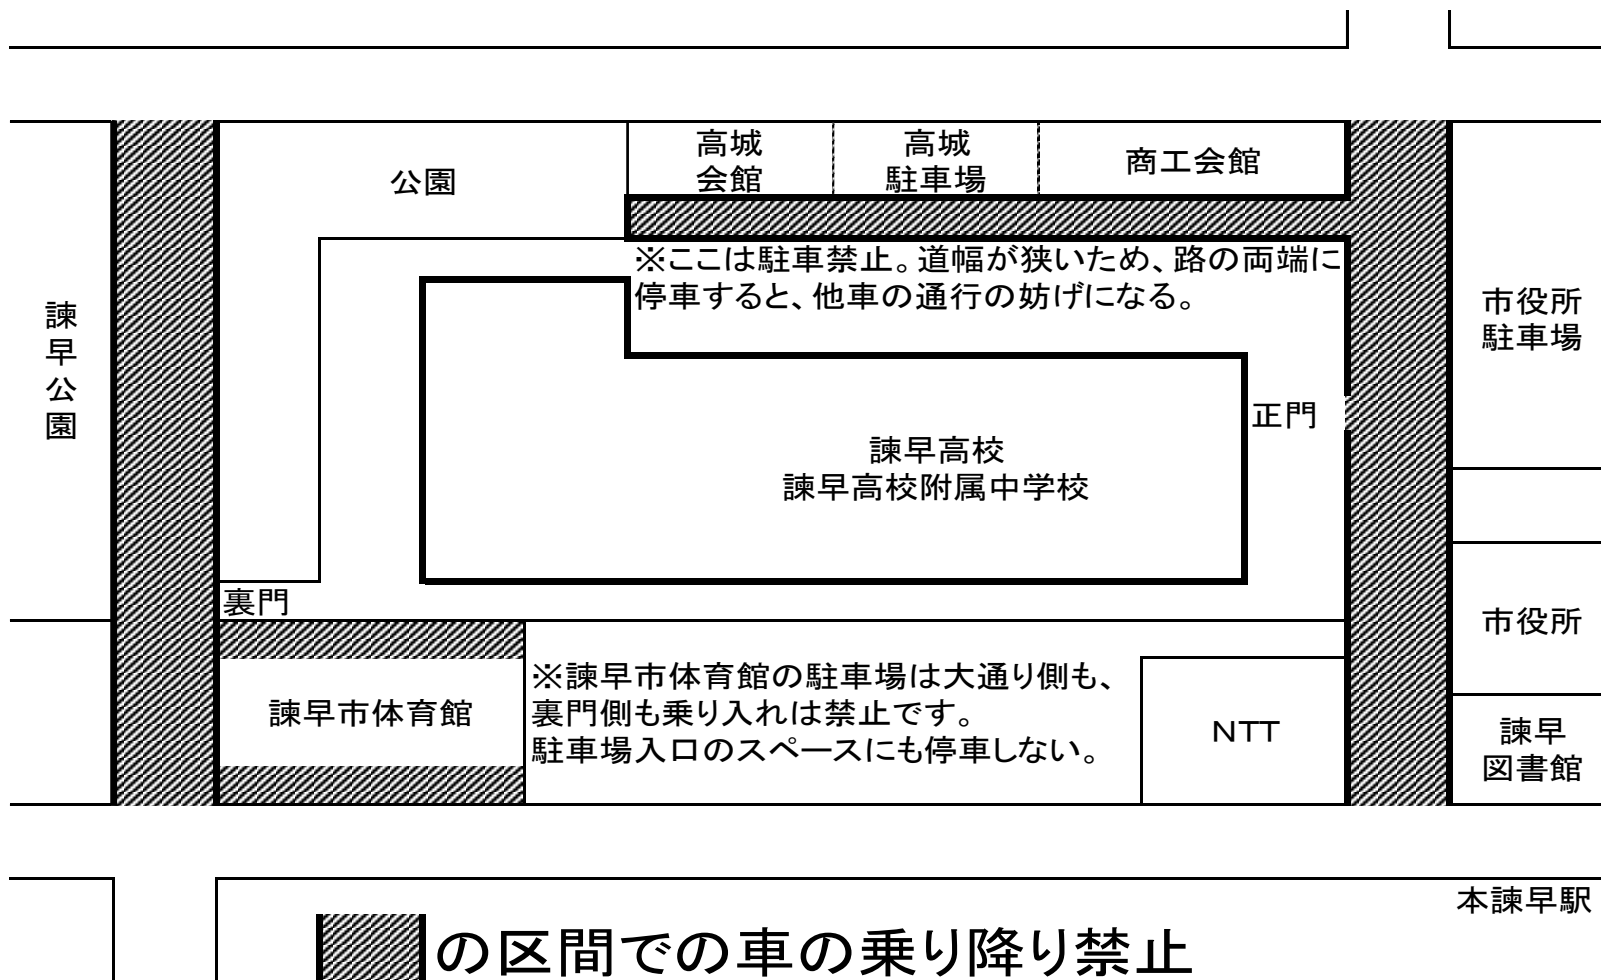 高城
会館
高城
駐車場
商工会館
公園
※ここは駐車禁止。道幅が狭いため、路の両端に
停車すると、他車の通行の妨げになる。
諫早公園
市役所
駐車場
正門
諫早高校
諫早高校附属中学校
裏門
市役所
※諫早市体育館の駐車場は大通り側も、
裏門側も乗り入れは禁止です。
駐車場入口のスペースにも停車しない。
諫早市体育館
NTT
諫早
図書館
本諫早駅
の区間での車の乗り降り禁止